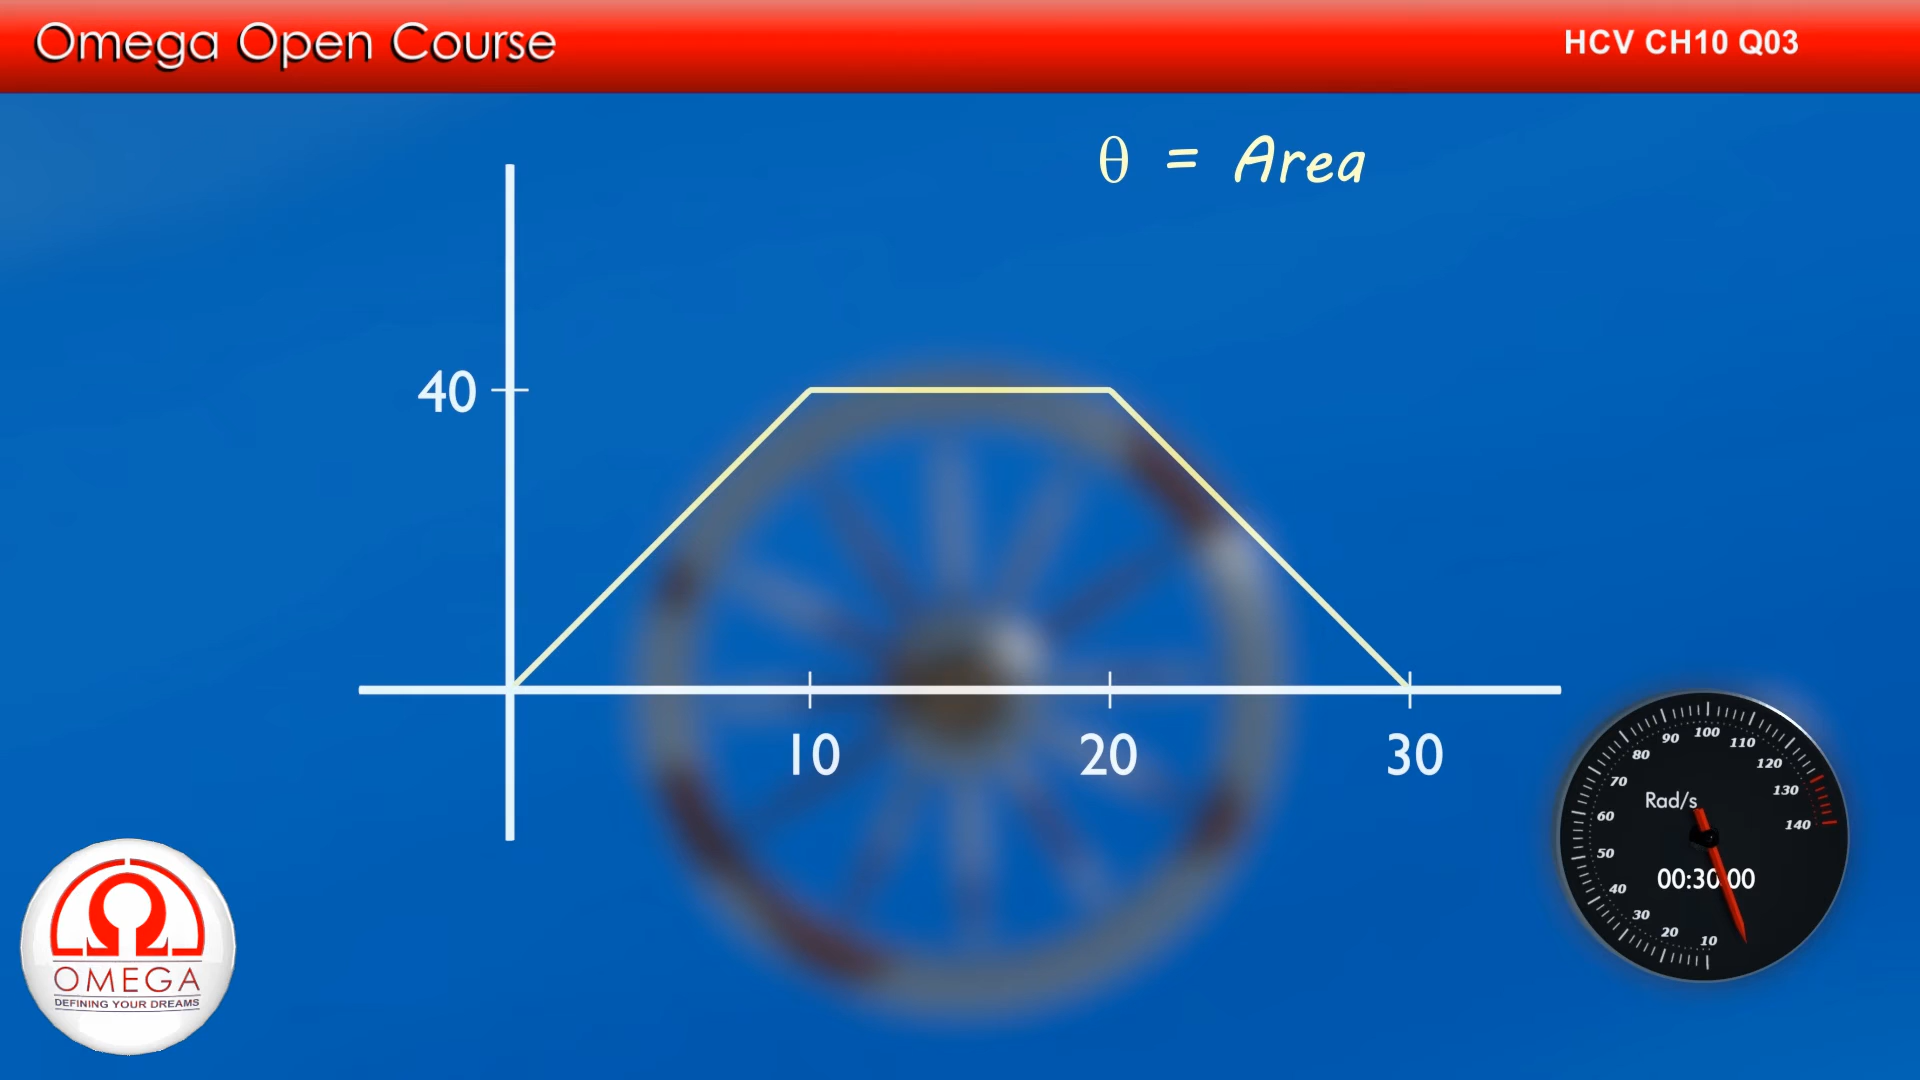 Omega Open Course
HCV CH10 Q03
θ = Area
40
10 20 30
100
90 110
80 120
70 130
60 140
50
40
30
20
10
Rad/s
00:30:00
OMEGA
DEFINING YOUR DREAMS